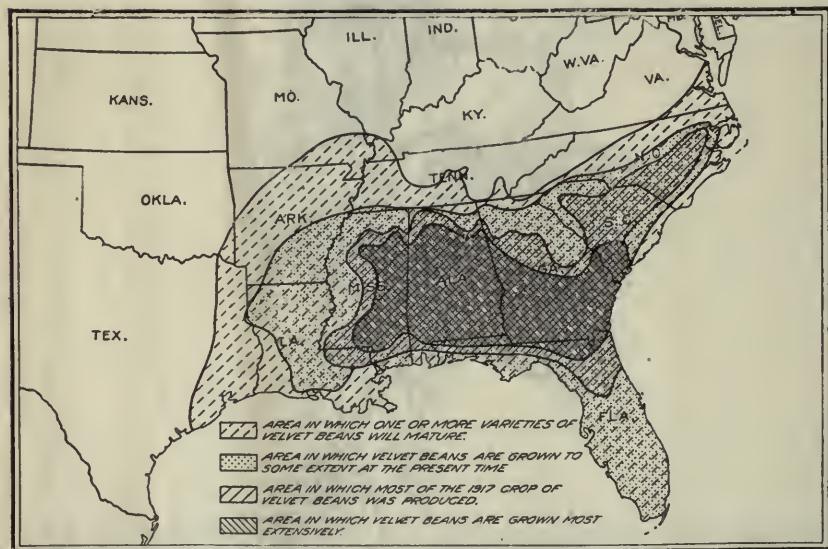 ILL.
IND.
MD.
DEL.
W.VA.
VA.
KANS.
MO.
KY.
N.C.
TENN.
OKLA.
ARK.
S.C.
MISS.
ALA.
GA.
TEX.
LA.
FLA.
AREA IN WHICH ONE OR MORE VARIETIES OF
VELVET BEANS WILL MATURE.
AREA IN WHICH VELVET BEANS ARE GROWN TO
SOME EXTENT AT THE PRESENT TIME
AREA IN WHICH MOST OF THE 1917 CROP OF
VELVET BEANS WAS PRODUCED.
AREA IN WHICH VELVET BEANS ARE GROWN MOST
EXTENSIVELY.